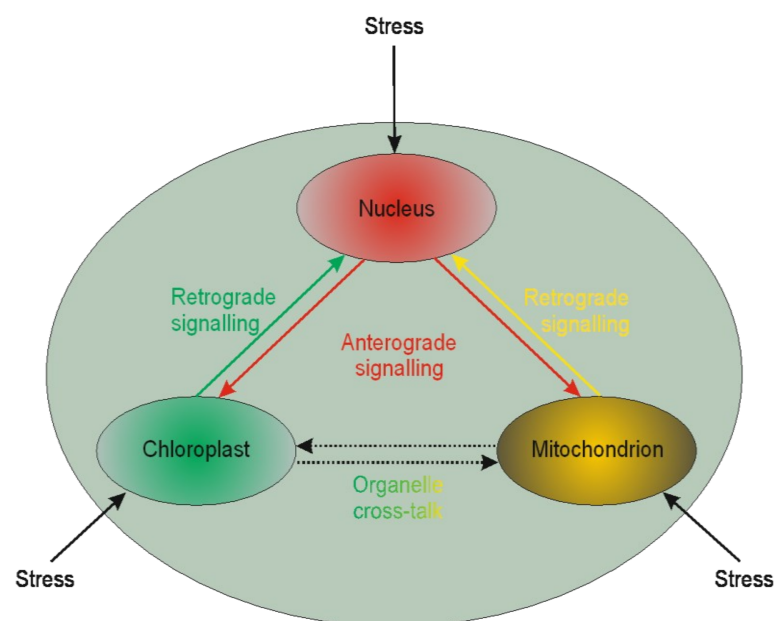 Stress
Nucleus
Retrograde
signalling
Retrograde
signalling
Anterograde
signalling
Chloroplast
Mitochondrion
Organelle
cross-talk
Stress
Stress